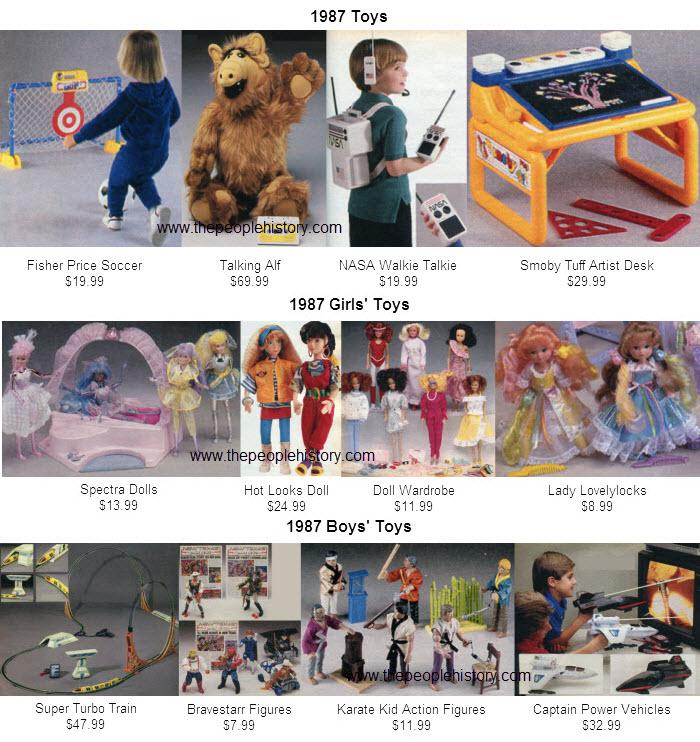 1987 Toys
NASA
NASA
NASA
www.thepeoplehistory.com
Fisher Price Soccer
$19.99
Talking Alf
$69.99
NASA Walkie Talkie
$19.99
Smoby Tuff Artist Desk
$29.99
1987 Girls' Toys
www.thepeoplehistory.com
Spectra Dolls
$13.99
Hot Looks Doll
$24.99
Doll Wardrobe
$11.99
Lady Lovelylocks
$8.99
1987 Boys' Toys
www.thepeoplehistory.com
Super Turbo Train
$47.99
Bravestarr Figures
$7.99
Karate Kid Action Figures
$11.99
Captain Power Vehicles
$32.99